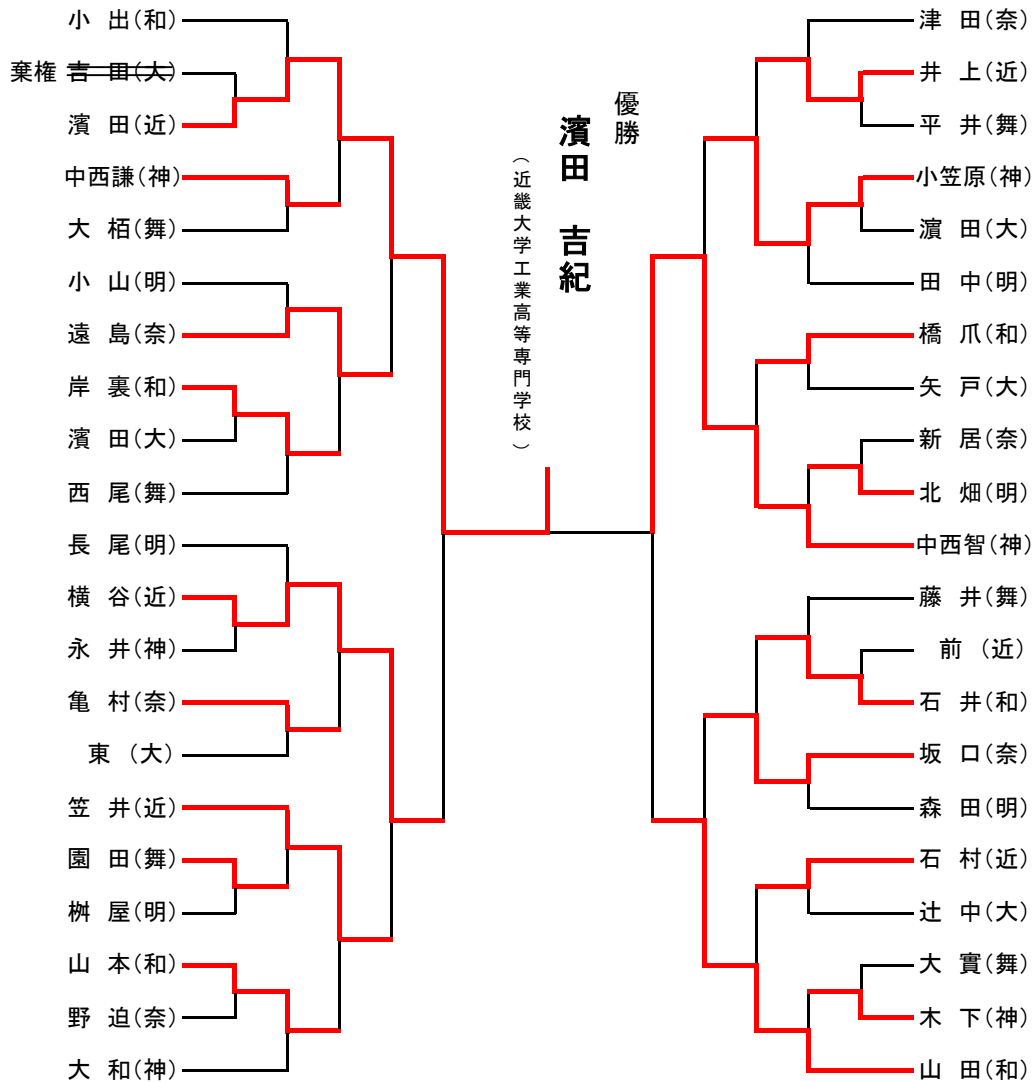 小 出(和)
棄権 吉 田(大)
濱 田(近)
中西謙(神)
大 栢(舞)
小 山(明)
遠 島(奈)
岸 裏(和)
濱 田(大)
西 尾(舞)
長 尾(明)
横 谷(近)
永 井(神)
亀 村(奈)
東 (大)
笠 井(近)
園 田(舞)
桝 屋(明)
山 本(和)
野 迫(奈)
大 和(神)
優勝
濱田 吉紀
(近畿大学工業高等専門学校)
津 田(奈)
井 上(近)
平 井(舞)
小笠原(神)
濵 田(大)
田 中(明)
橋 爪(和)
矢 戸(大)
新 居(奈)
北 畑(明)
中西智(神)
藤 井(舞)
前 (近)
石 井(和)
坂 口(奈)
森 田(明)
石 村(近)
辻 中(大)
大 實(舞)
木 下(神)
山 田(和)